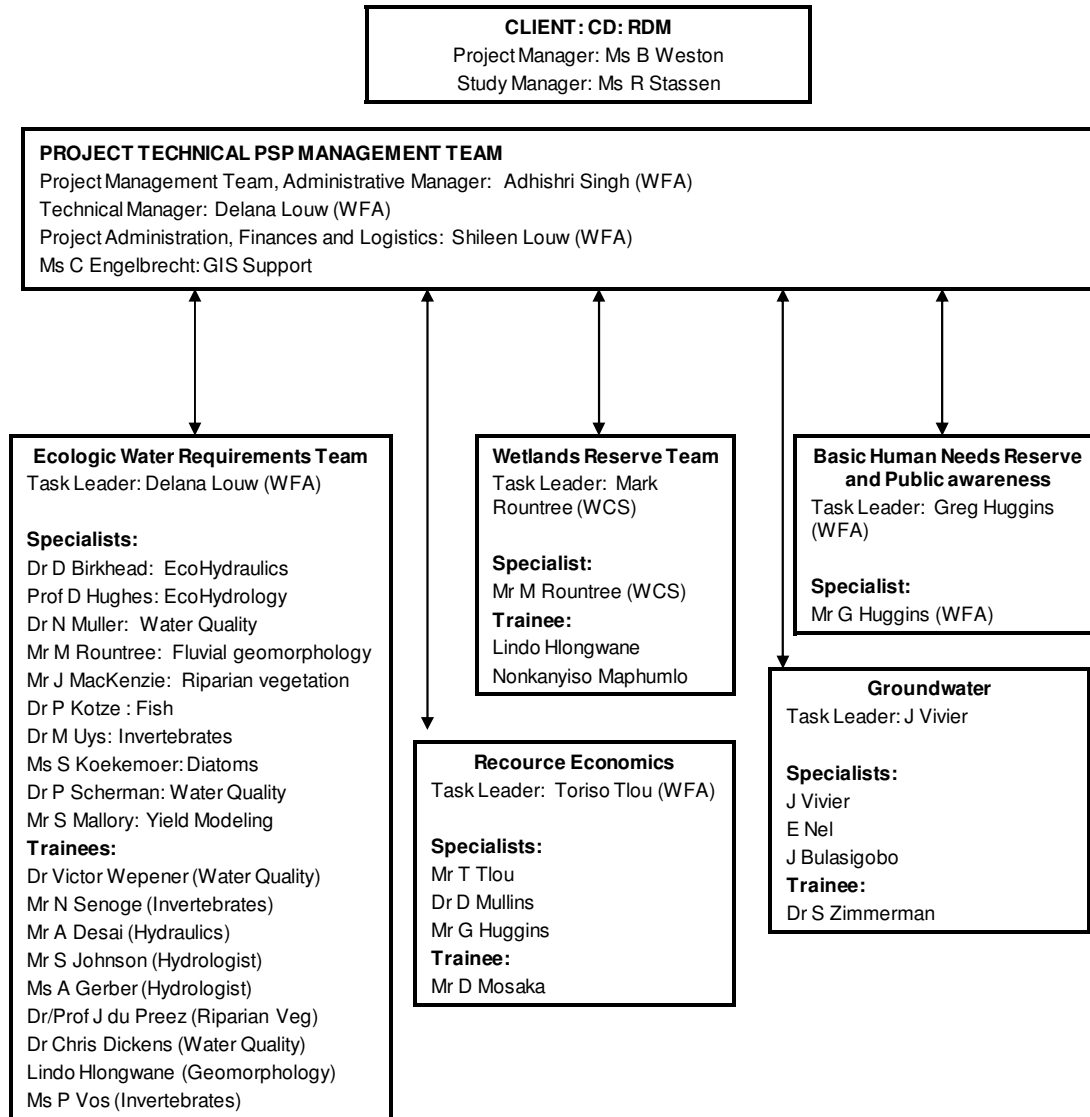 CLIENT: CD: RDM
Project Manager: Ms B Weston
Study Manager: Ms R Stassen
PROJECT TECHNICAL PSP MANAGEMENT TEAM
Project Management Team, Administrative Manager: Adhishri Singh (WFA)
Technical Manager: Delana Louw (WFA)
Project Administration, Finances and Logistics: Shileen Louw (WFA)
Ms C Engelbrecht: GIS Support
Ecologic Water Requirements Team
Task Leader: Delana Louw (WFA)
Specialists:
Dr D Birkhead: EcoHydraulics
Prof D Hughes: EcoHydrology
Dr N Muller: Water Quality
Mr M Rountree: Fluvial geomorphology
Mr J MacKenzie: Riparian vegetation
Dr P Kotze : Fish
Dr M Uys: Invertebrates
Ms S Koekemoer: Diatoms
Dr P Scherman: Water Quality
Mr S Mallory: Yield Modeling
Trainees:
Dr Victor Wepener (Water Quality)
Mr N Senoge (Invertebrates)
Mr A Desai (Hydraulics)
Mr S Johnson (Hydrologist)
Ms A Gerber (Hydrologist)
Dr/Prof J du Preez (Riparian Veg)
Dr Chris Dickens (Water Quality)
Lindo Hlongwane (Geomorphology)
Ms P Vos (Invertebrates)
Wetlands Reserve Team
Task Leader: Mark
Rountree (WCS)
Specialist:
Mr M Rountree (WCS)
Trainee:
Lindo Hlongwane
Nonkanyiso Maphumlo
Recource Economics
Task Leader: Toriso Tlou (WFA)
Specialists:
Mr T Tlou
Dr D Mullins
Mr G Huggins
Trainee:
Mr D Mosaka
Basic Human Needs Reserve
and Public awareness
Task Leader: Greg Huggins
(WFA)
Specialist:
Mr G Huggins (WFA)
Groundwater
Task Leader: J Vivier
Specialists:
J Vivier
E Nel
J Bulasigobo
Trainee:
Dr S Zimmerman